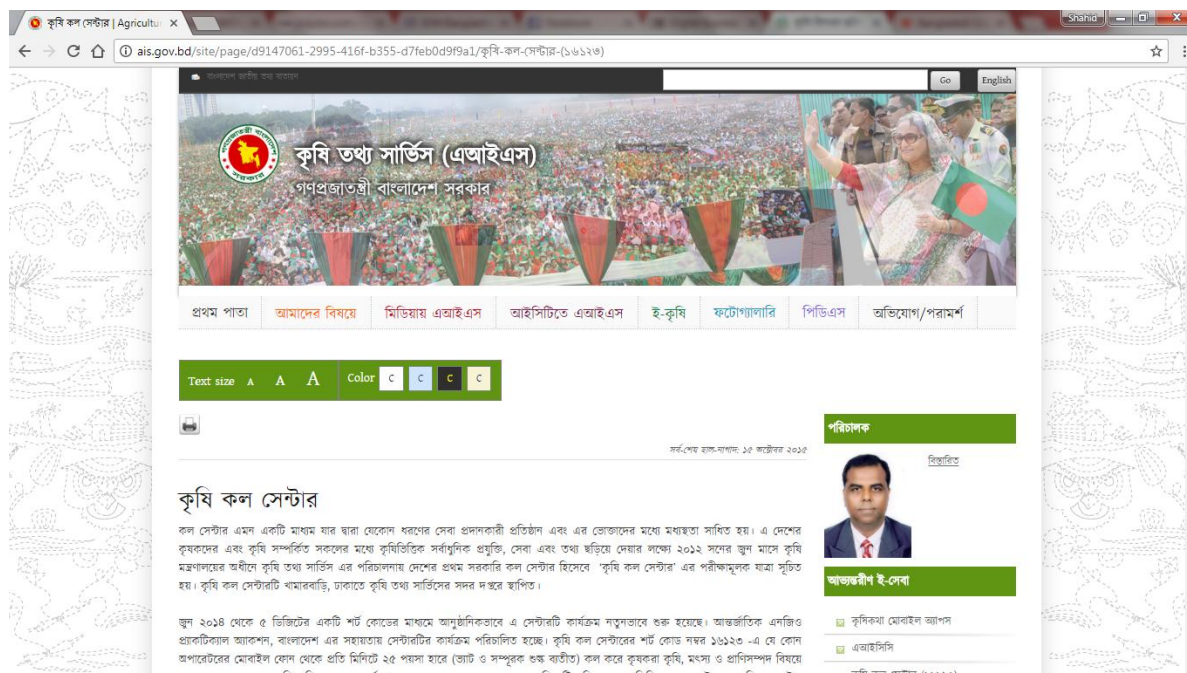 কৃষি কল সেন্টার | Agricultu
Shahid
ais.gov.bd/site/page/d9147061-2995-416f-b355-d7feb0d9f9a1/কৃষি-কল-সেন্টার-(১৬১২৩)
বাংলাদেশ জাতীয় তথ্য বাতায়ন
Go
English
কৃষি তথ্য সার্ভিস (এআইএস)
গণপ্রজাতন্ত্রী বাংলাদেশ সরকার
প্রথম পাতা আমাদের বিষয়ে মিডিয়ায় এআইএস আইসিটিতে এআইএস ই-কৃষি ফটোগ্যালারি পিডিএস অভিযোগ/পরামর্শ
Text size A A A Color C C C C
সর্ব-শেষ হাল-নাগাদ: ১৫ অক্টোবর ২০১৫
কৃষি কল সেন্টার
কল সেন্টার এমন একটি মাধ্যম যার দ্বারা যেকোন ধরণের সেবা প্রদানকারী প্রতিষ্ঠান এবং এর ভোক্তাদের মধ্যে মধ্যস্থতা সাধিত হয়। এ দেশের
কৃষকদের এবং কৃষি সম্পর্কিত সকলের মধ্যে কৃষিভিত্তিক সর্বাধুনিক প্রযুক্তি, সেবা এবং তথ্য ছড়িয়ে দেয়ার লক্ষ্যে ২০১২ সনের জুন মাসে কৃষি
মন্ত্রণালয়ের অধীনে কৃষি তথ্য সার্ভিস এর পরিচালনায় দেশের প্রথম সরকারি কল সেন্টার হিসেবে ‘কৃষি কল সেন্টার’ এর পরীক্ষামূলক যাত্রা সূচিত
হয়। কৃষি কল সেন্টারটি খামারবাড়ি, ঢাকাতে কৃষি তথ্য সার্ভিসের সদর দপ্তরে স্থাপিত।
জুন ২০১৪ থেকে ৫ ডিজিটের একটি শর্ট কোডের মাধ্যমে আনুষ্ঠানিকভাবে এ সেন্টারটি কার্যক্রম নতুনভাবে শুরু হয়েছে। আন্তর্জাতিক এনজিও
প্র্যাকটিক্যাল অ্যাকশন, বাংলাদেশ এর সহায়তায় সেন্টারটির কার্যক্রম পরিচালিত হচ্ছে। কৃষি কল সেন্টারের শর্ট কোড নম্বর ১৬১২৩ -এ যে কোন
অপারেটরের মোবাইল ফোন থেকে প্রতি মিনিটে ২৫ পয়সা হারে (ভ্যাট ও সম্পূরক শুল্ক ব্যতীত) কল করে কৃষকরা কৃষি, মৎস্য ও প্রাণিসম্পদ বিষয়ে
পরিচালক
বিস্তারিত
আভ্যন্তরীণ ই-সেবা
কৃষিকথা মোবাইল অ্যাপস
এআইসিসি